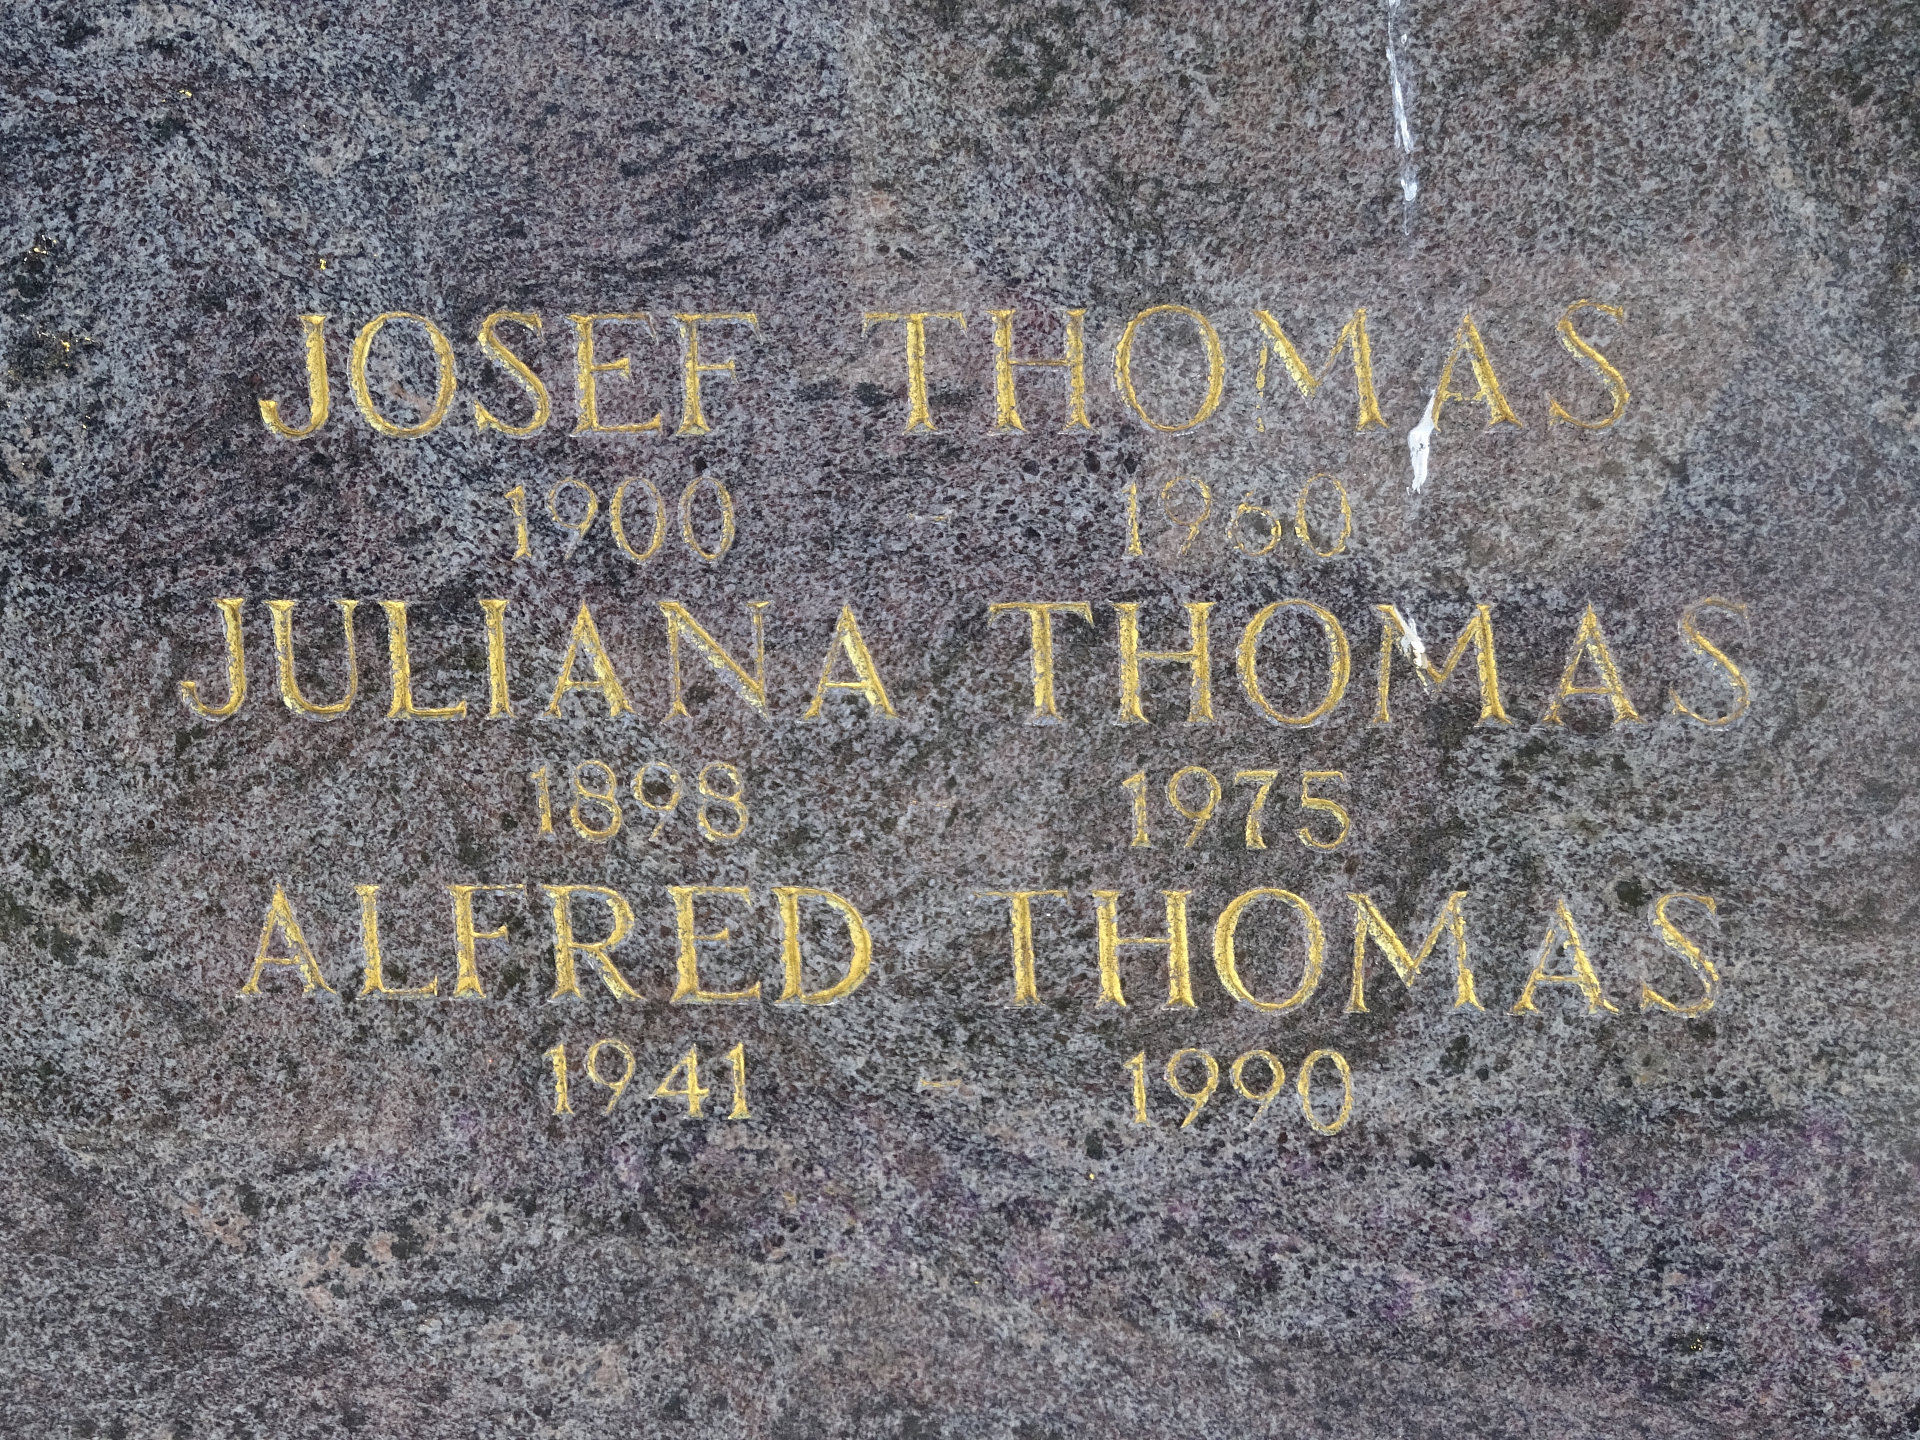 JOSEF THOMAS
1900 - 1960
JULIANA THOMAS
1898 - 1975
ALFRED THOMAS
1941 - 1990